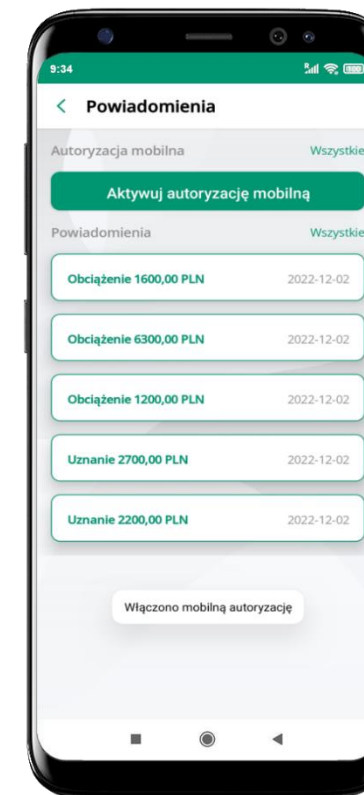 9:34
Powiadomienia
Autoryzacja mobilna Wszystkie
Aktywuj autoryzację mobilną
Powiadomienia Wszystkie
Obciążenie 1600,00 PLN 2022-12-02
Obciążenie 6300,00 PLN 2022-12-02
Obciążenie 1200,00 PLN 2022-12-02
Uznanie 2700,00 PLN 2022-12-02
Uznanie 2200,00 PLN 2022-12-02
Włączono mobilną autoryzację